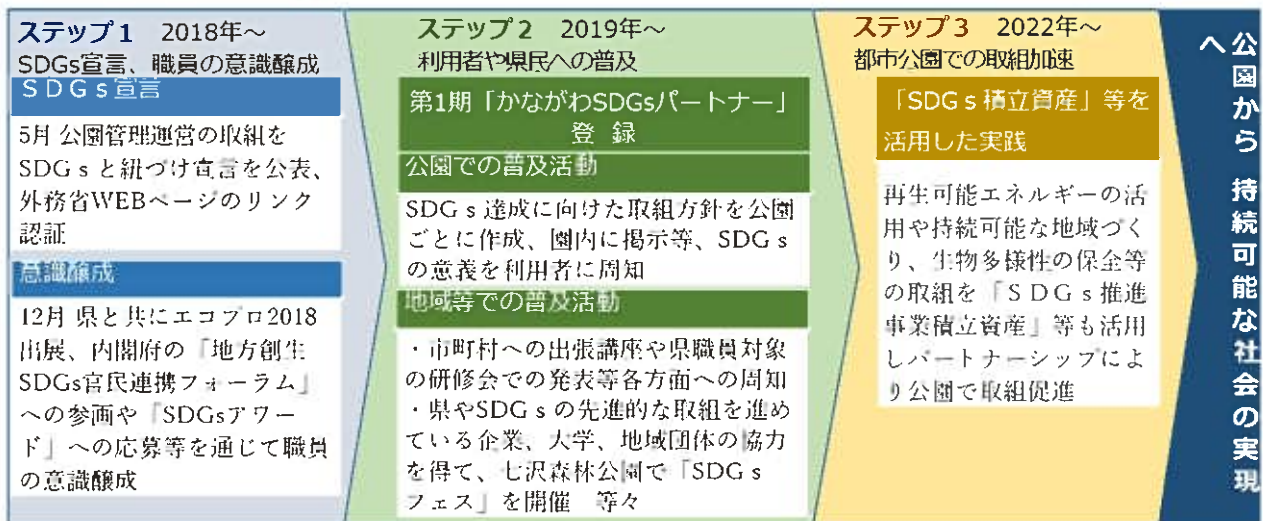 ステップ1 2018年～
SDGs宣言、職員の意識醸成
ＳＤＧｓ宣言
5月 公園管理運営の取組を
SDGｓと紐づけ宣言を公表、
外務省WEBページのリンク
認証
意識醸成
12月 県と共にエコプロ2018
出展、内閣府の「地方創生
SDGs官民連携フォーラム」
への参画や「SDGsアワー
ド」への応募等を通じて職員
の意識醸成
ステップ2 2019年～
利用者や県民への普及
第1期「かながわSDGsパートナー」
登 録
公園での普及活動
SDGｓ達成に向けた取組方針を公園
ごとに作成、園内に掲示等、SDGｓ
の意義を利用者に周知
地域等での普及活動
・市町村への出張講座や県職員対象
の研修会での発表等各方面への周知
・県やSDGｓの先進的な取組を進め
ている企業、大学、地域団体の協力
を得て、七沢森林公園で「SDGｓ
フェス」を開催 等々
ステップ3 2022年～
都市公園での取組加速
「SDGｓ積立資産」等を
活用した実践
再生可能エネルギーの活
用や持続可能な地域づく
り、生物多様性の保全等
の取組を「ＳＤＧｓ推進
事業積立資産」等も活用
しパートナーシップによ
り公園で取組促進
公園から 持続可能な社会の実現
へ